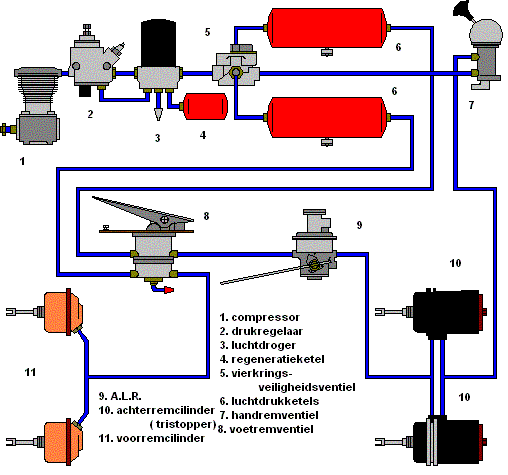 5
6
6
1
2
3
4
7
8
9
10
10
11
1. compressor
2. drukregelaar
3. luchtdroger
4. regeneratieketel
5. vierkrings-
veiligheidsventiel
6. luchtdrukketels
7. handremventiel
8. voetremventiel
9. A.L.R.
10. achterremcilinder
( tristopper)
11. voorremcilinder